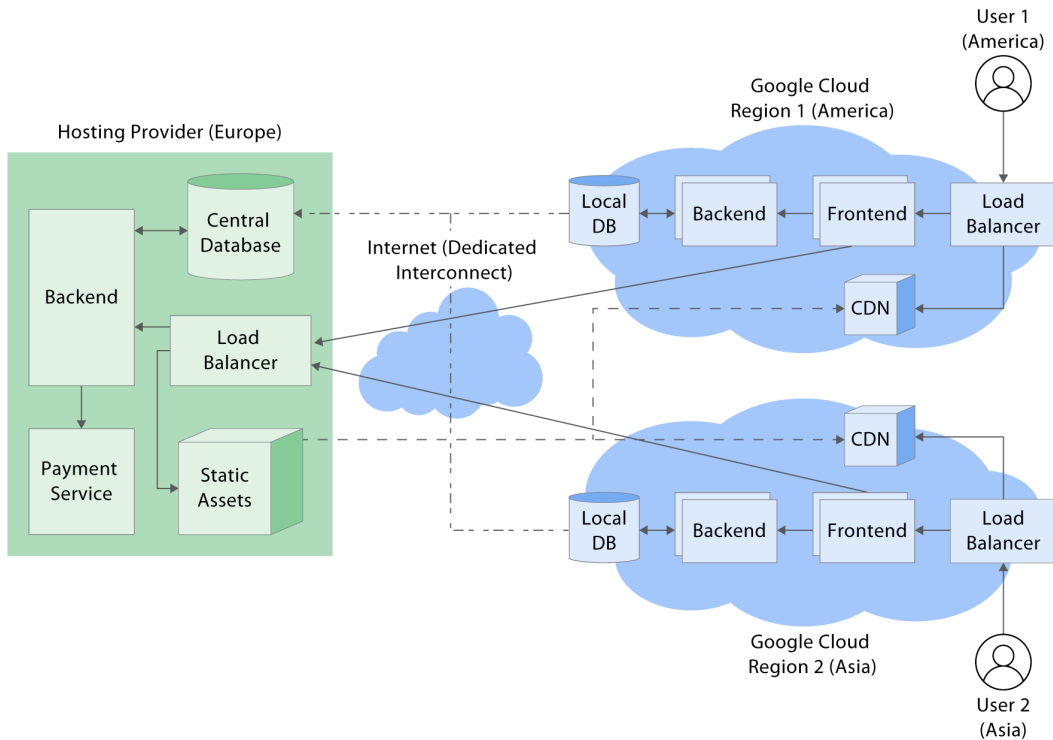 User 1
(America)
Google Cloud
Region 1 (America)
Hosting Provider (Europe)
Central
Database
Backend
Load
Balancer
Payment
Service
Static
Assets
Internet (Dedicated
Interconnect)
Local
DB
Backend
Frontend
Load
Balancer
CDN
CDN
Local
DB
Backend
Frontend
Load
Balancer
Google Cloud
Region 2 (Asia)
User 2
(Asia)